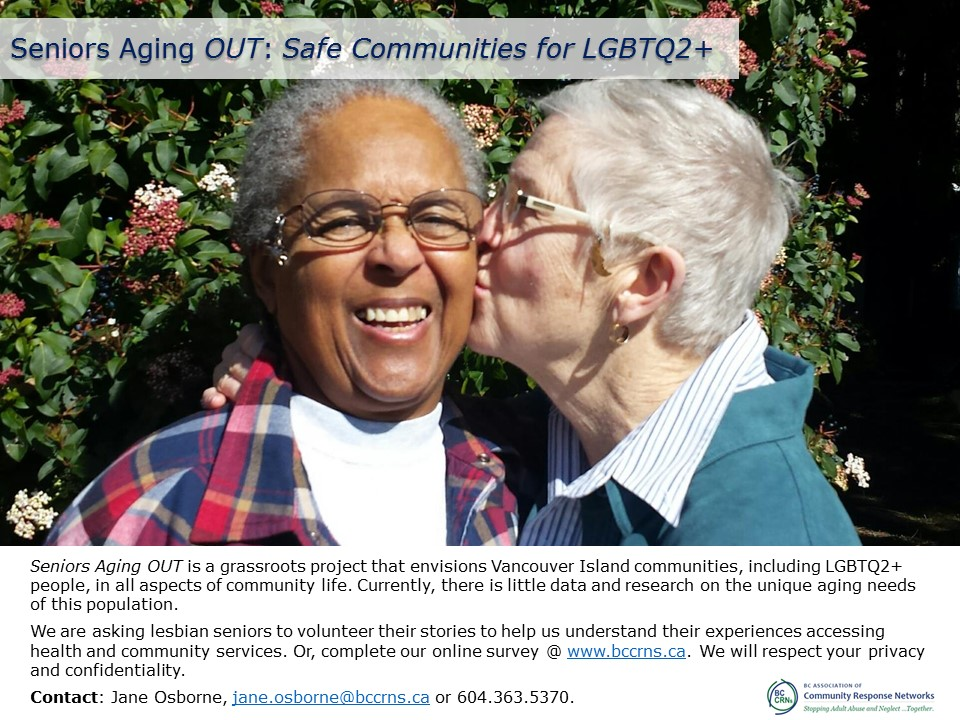 Seniors Aging OUT: Safe Communities for LGBTQ2+
Seniors Aging OUT is a grassroots project that envisions Vancouver Island communities, including LGBTQ2+
people, in all aspects of community life. Currently, there is little data and research on the unique aging needs
of this population.
We are asking lesbian seniors to volunteer their stories to help us understand their experiences accessing
health and community services. Or, complete our online survey @ www.bccrns.ca. We will respect your privacy
and confidentiality.
Contact: Jane Osborne, jane.osborne@bccrns.ca or 604.363.5370.
BC
CRNs
BC ASSOCIATION OF
Community Response Networks
Stopping Adult Abuse and Neglect ...Together.